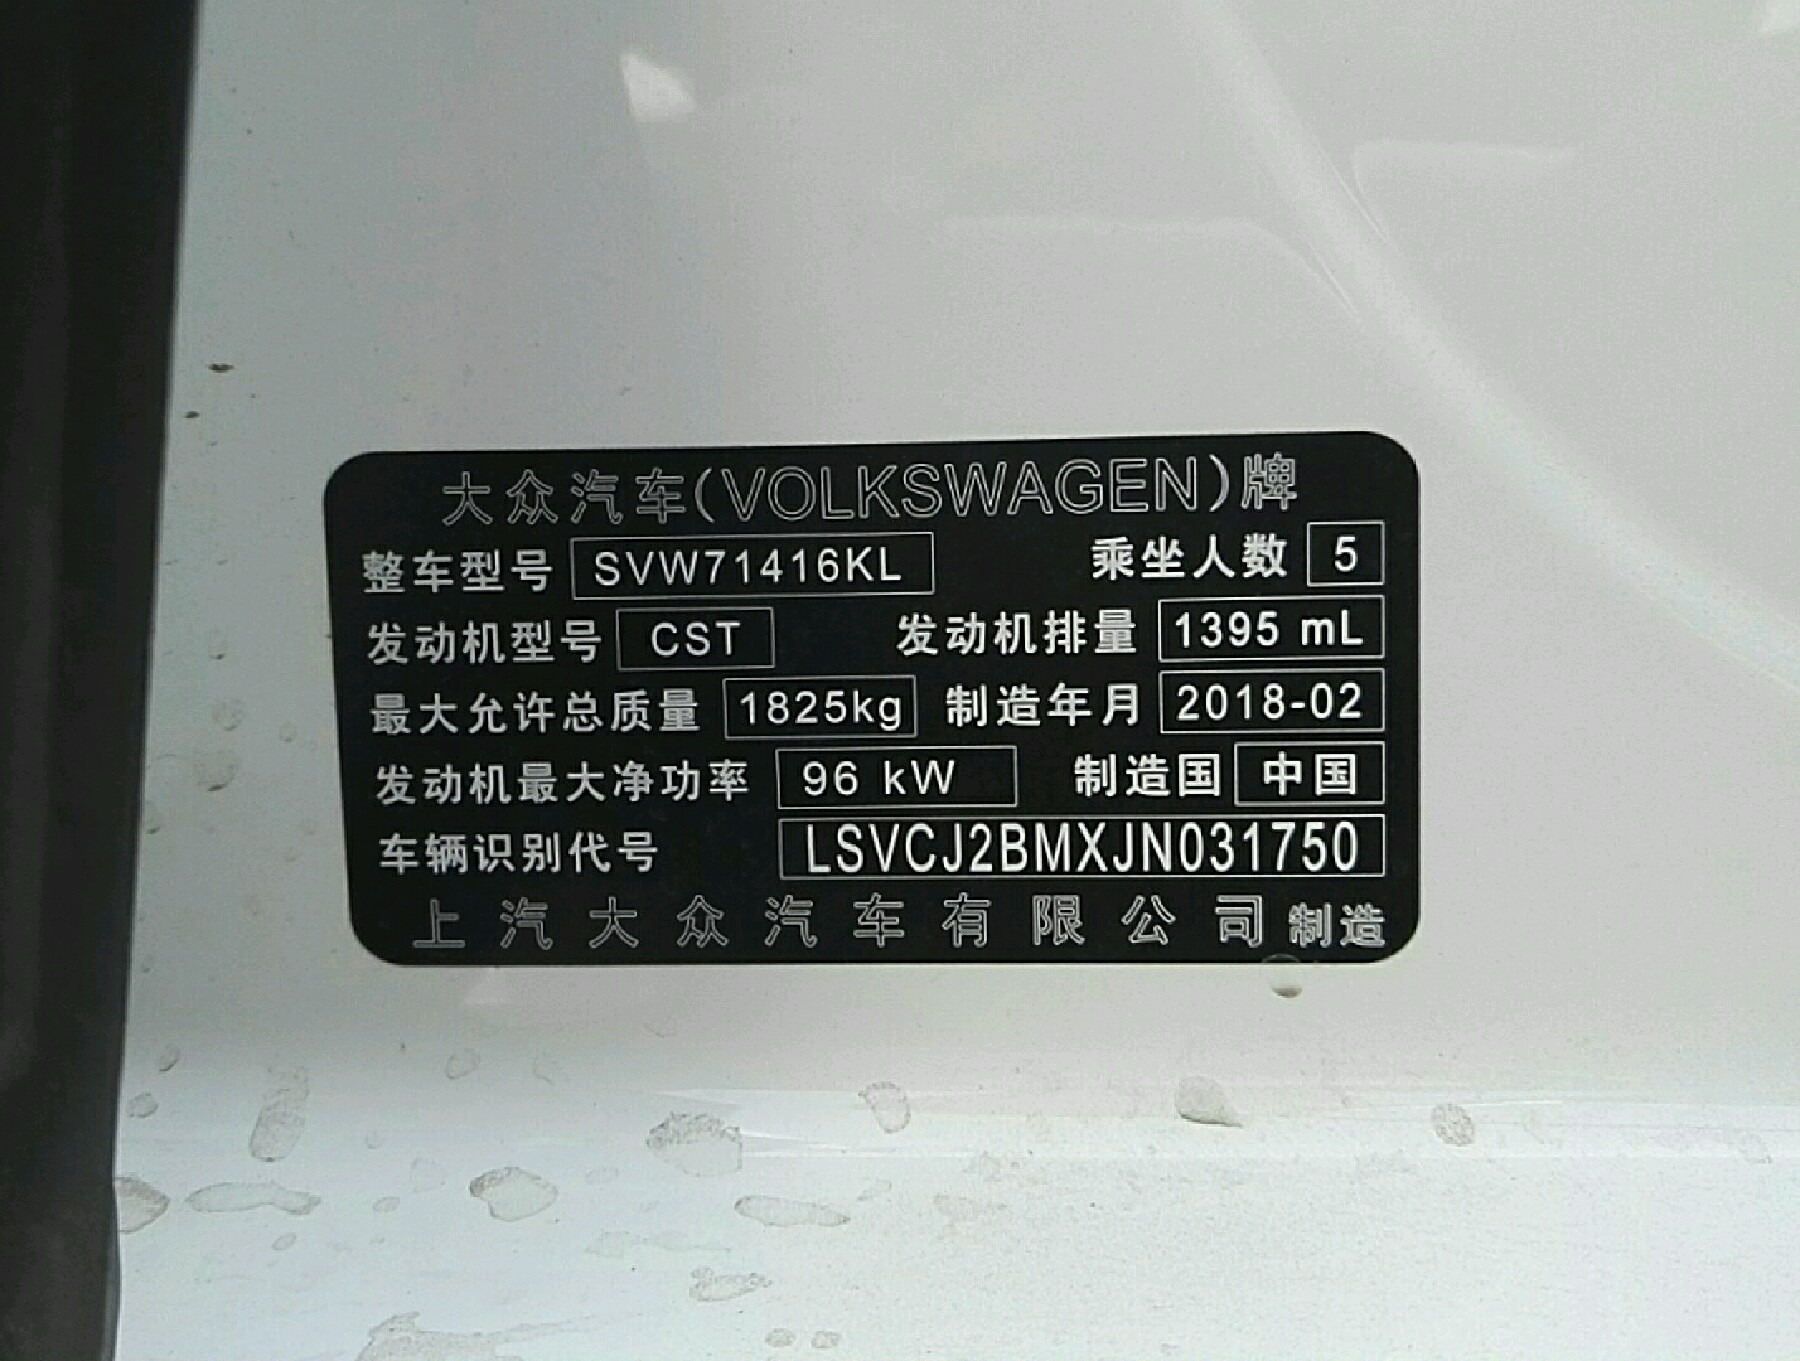 大众汽车(VOLKSWAGEN)牌
整车型号 SVW71416KL 乘坐人数 5
发动机型号 CST 发动机排量 1395 mL
最大允许总质量 1825kg 制造年月 2018-02
发动机最大净功率 96 kW 制造国 中国
车辆识别代号 LSVCJ2BMXJN031750
上汽大众汽车有限公司 制造